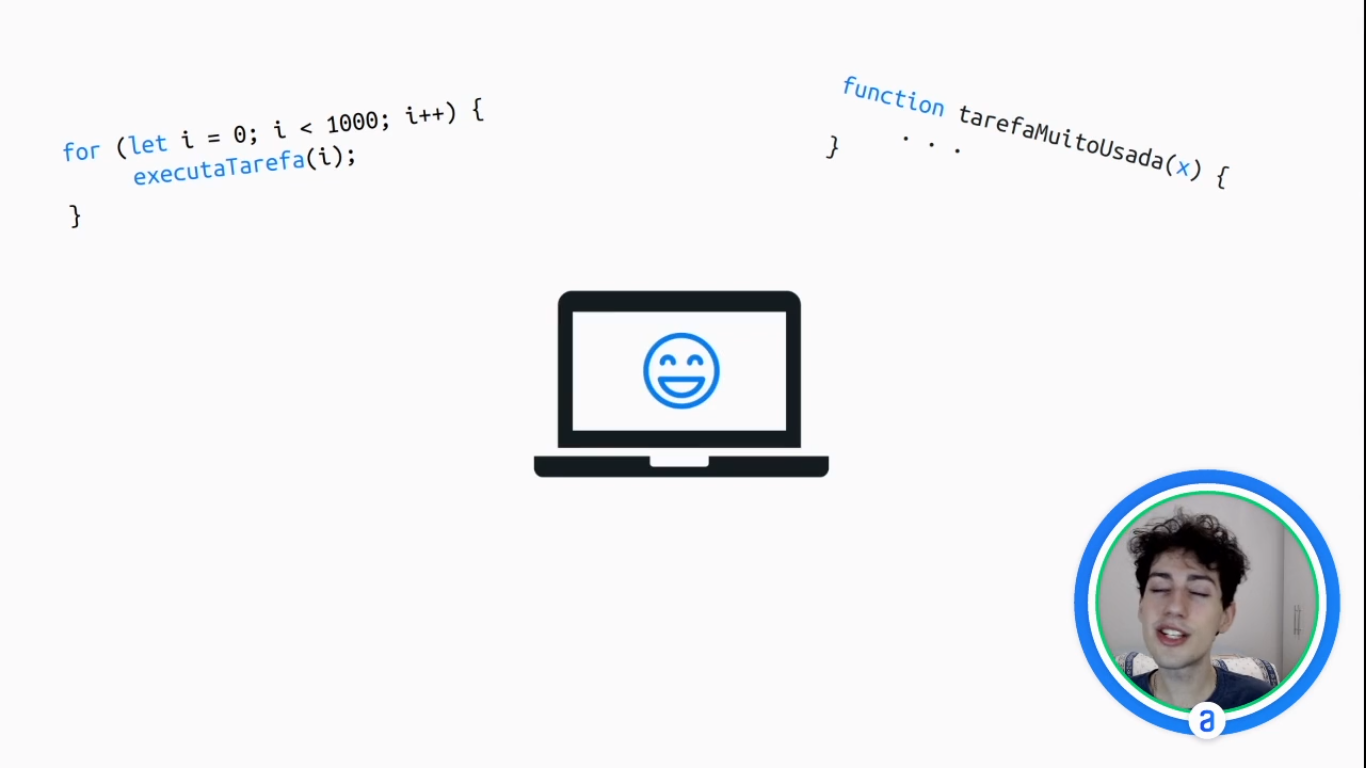 for (let i = 0; i < 1000; i++) {
executaTarefa(i);
}
function tarefaMuitoUsada(x) {
. . .
}
a